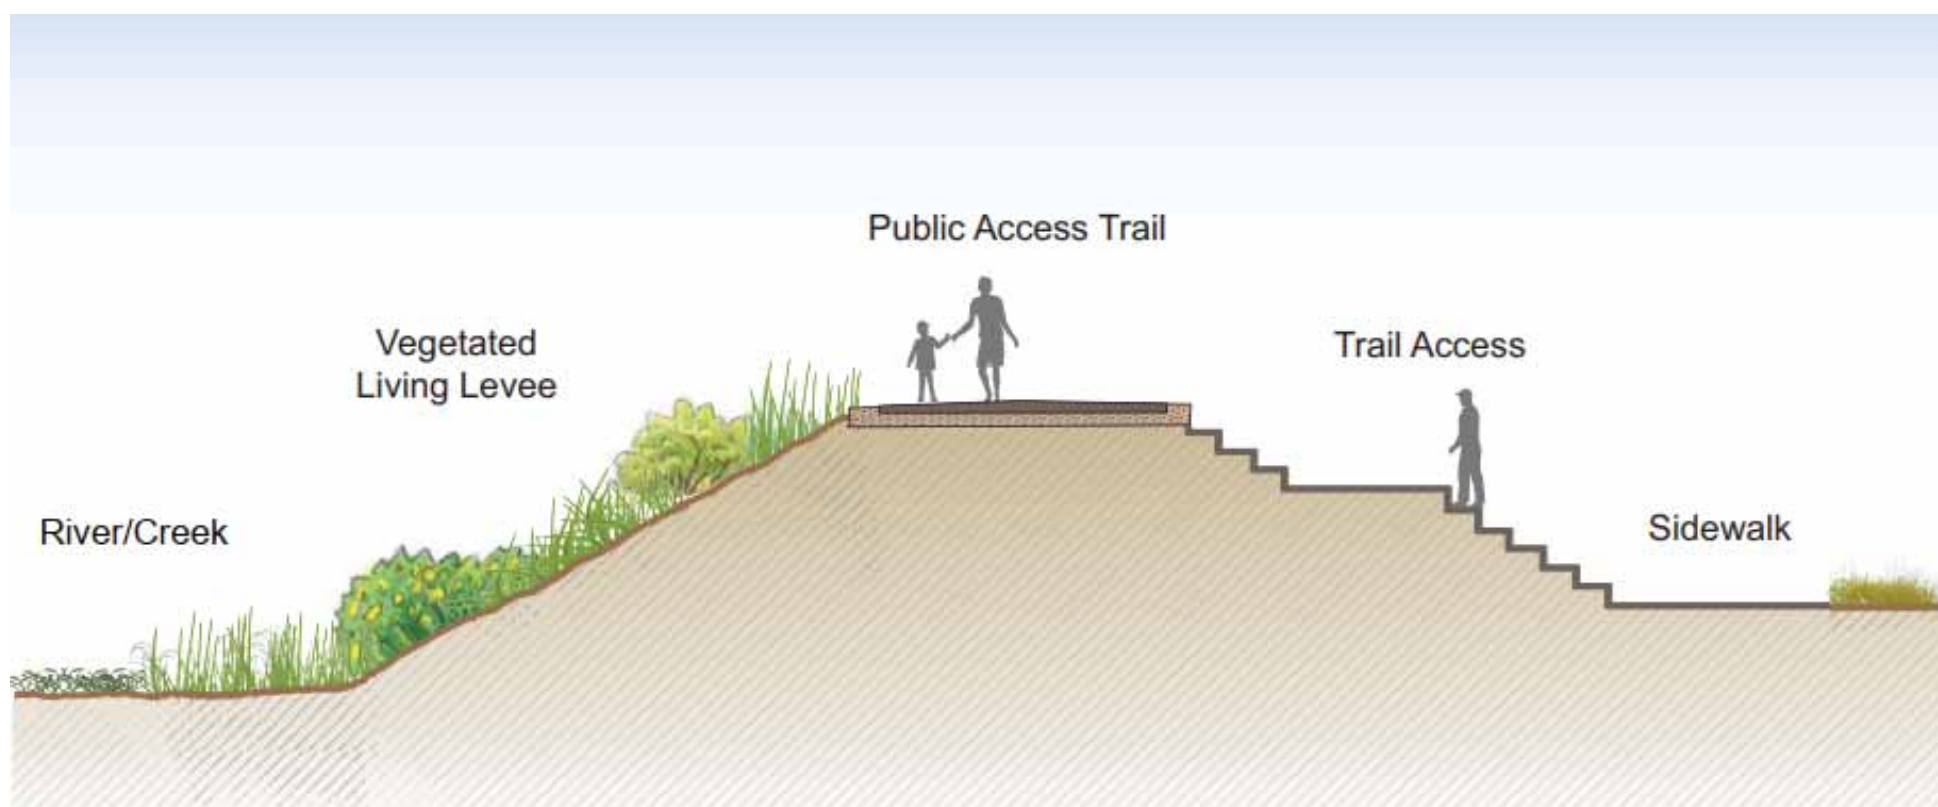 Public Access Trail
Vegetated
Living Levee
Trail Access
River/Creek
Sidewalk